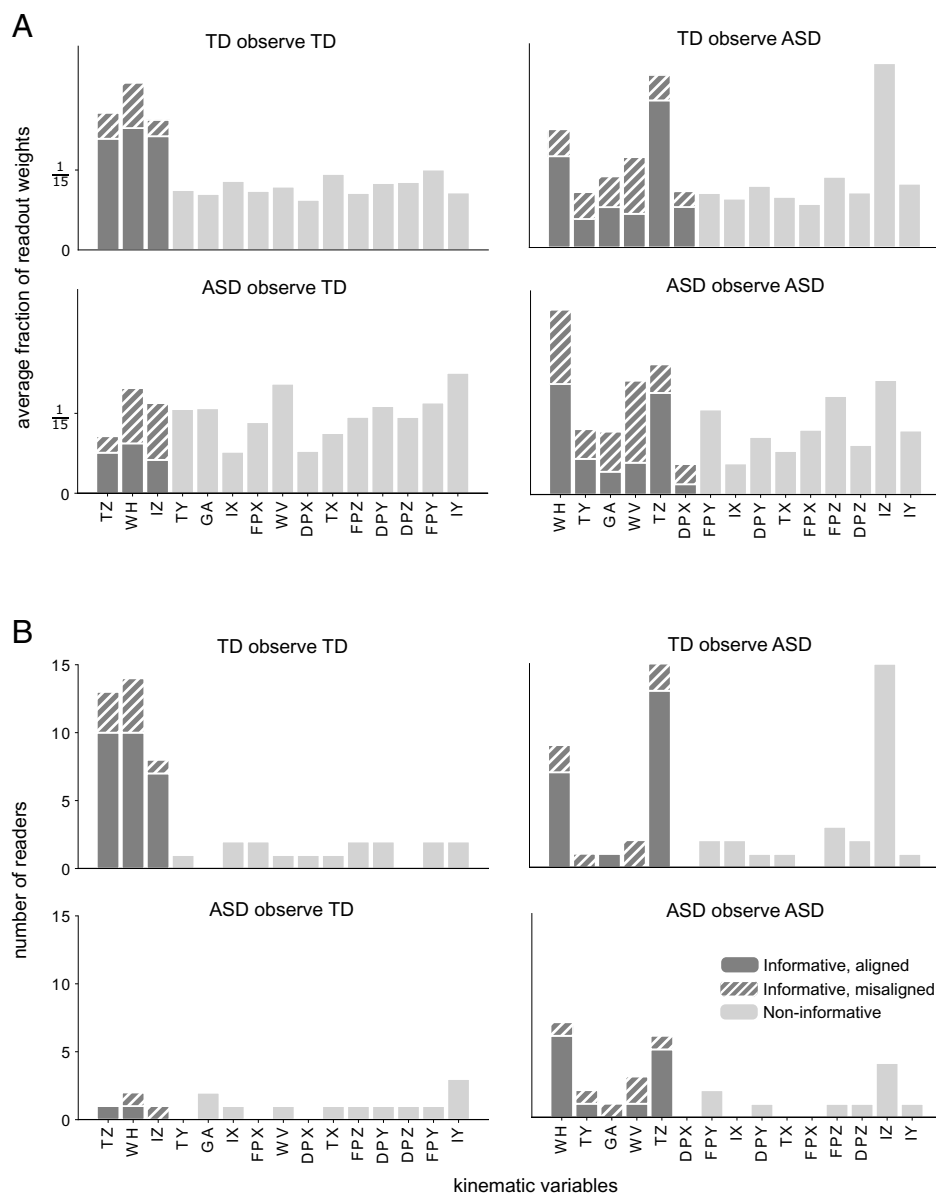 A
TD observe TD
TD observe ASD
average fraction of readout weights
1/15
0
ASD observe TD
ASD observe ASD
1/15
0
TZ WH IZ TY GA IX FPX WV DPX TX FPZ DPY DPZ FPY IY
WH TY GA WV TZ DPX FPY IX DPY TX FPX FPZ DPZ IZ IY
B
TD observe TD
TD observe ASD
number of readers
15
10
5
0
ASD observe TD
ASD observe ASD
15
10
5
0
Informative, aligned
Informative, misaligned
Non-informative
TZ WH IZ TY GA IX FPX WV DPX TX FPZ DPY DPZ FPY IY
WH TY GA WV TZ DPX FPY IX DPY TX FPX FPZ DPZ IZ IY
kinematic variables